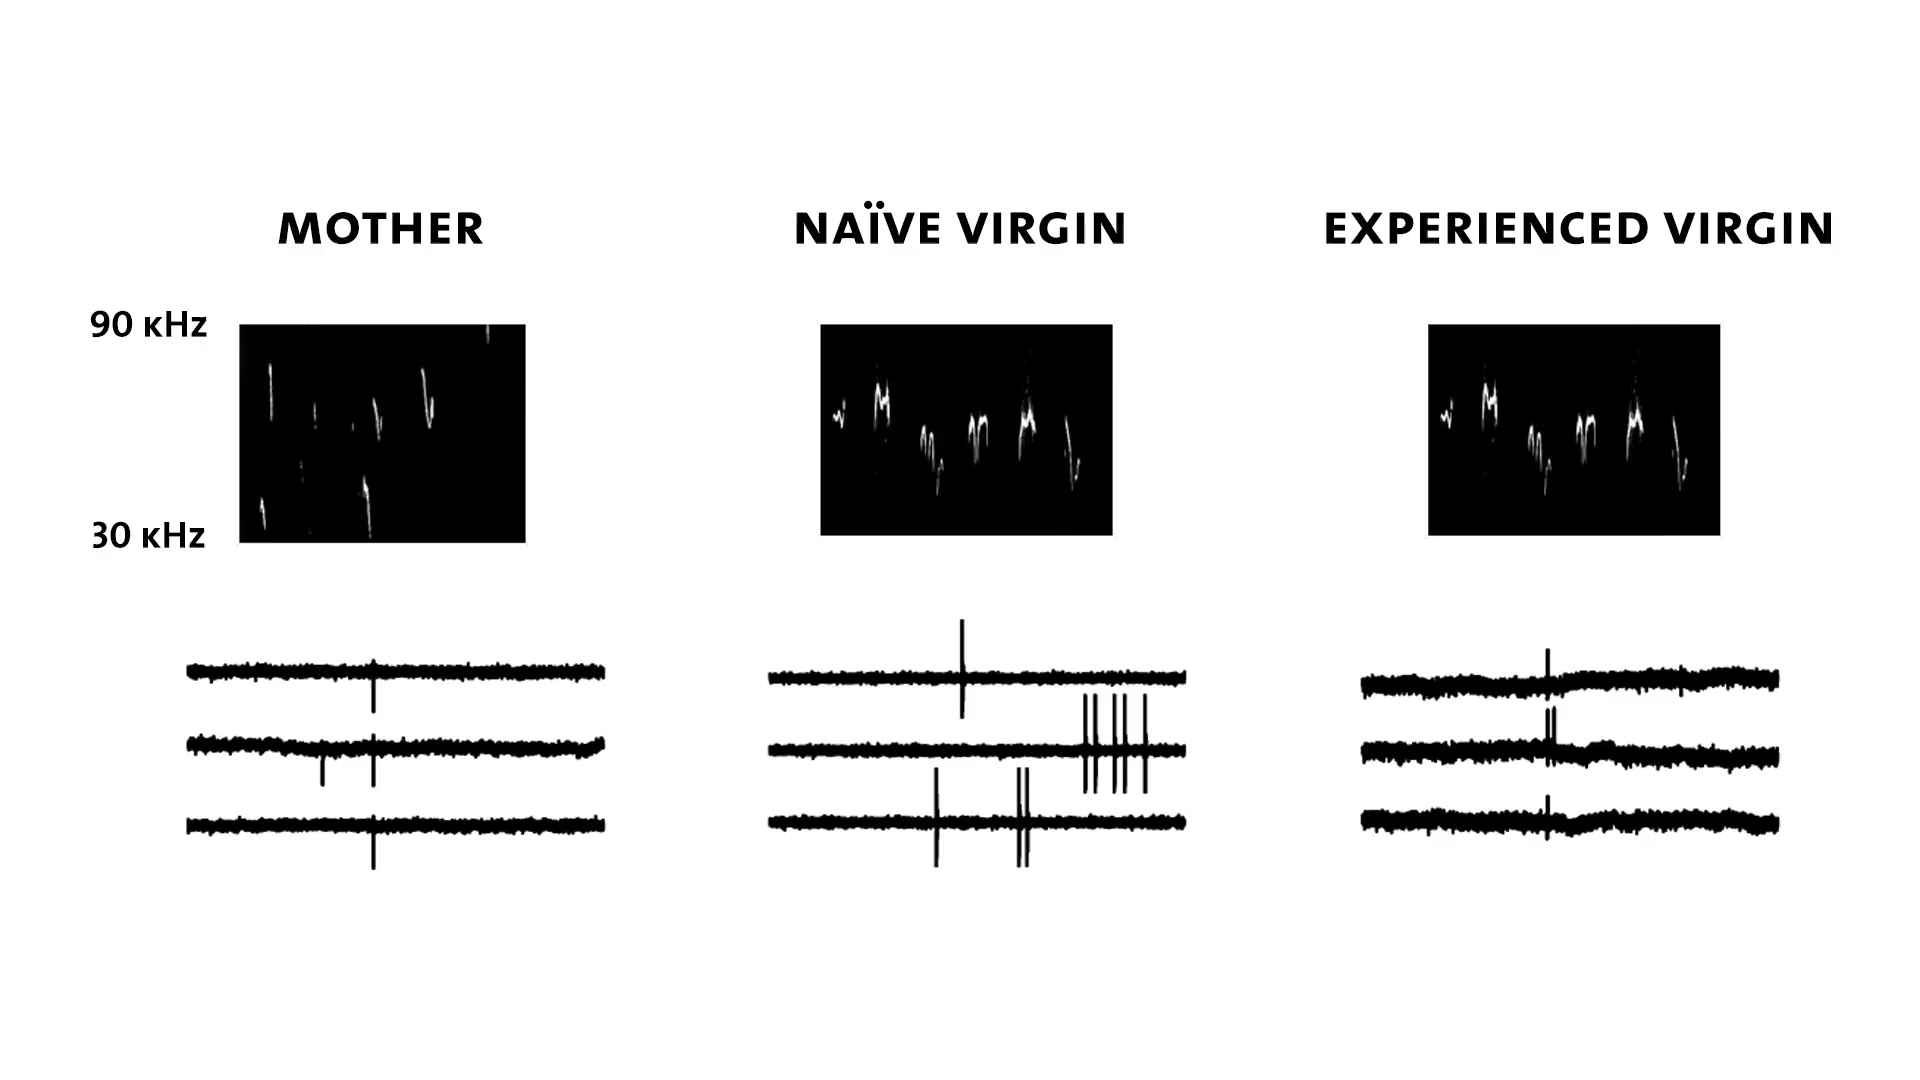 MOTHER
NAÏVE VIRGIN
EXPERIENCED VIRGIN
90 кHz
30 кHz